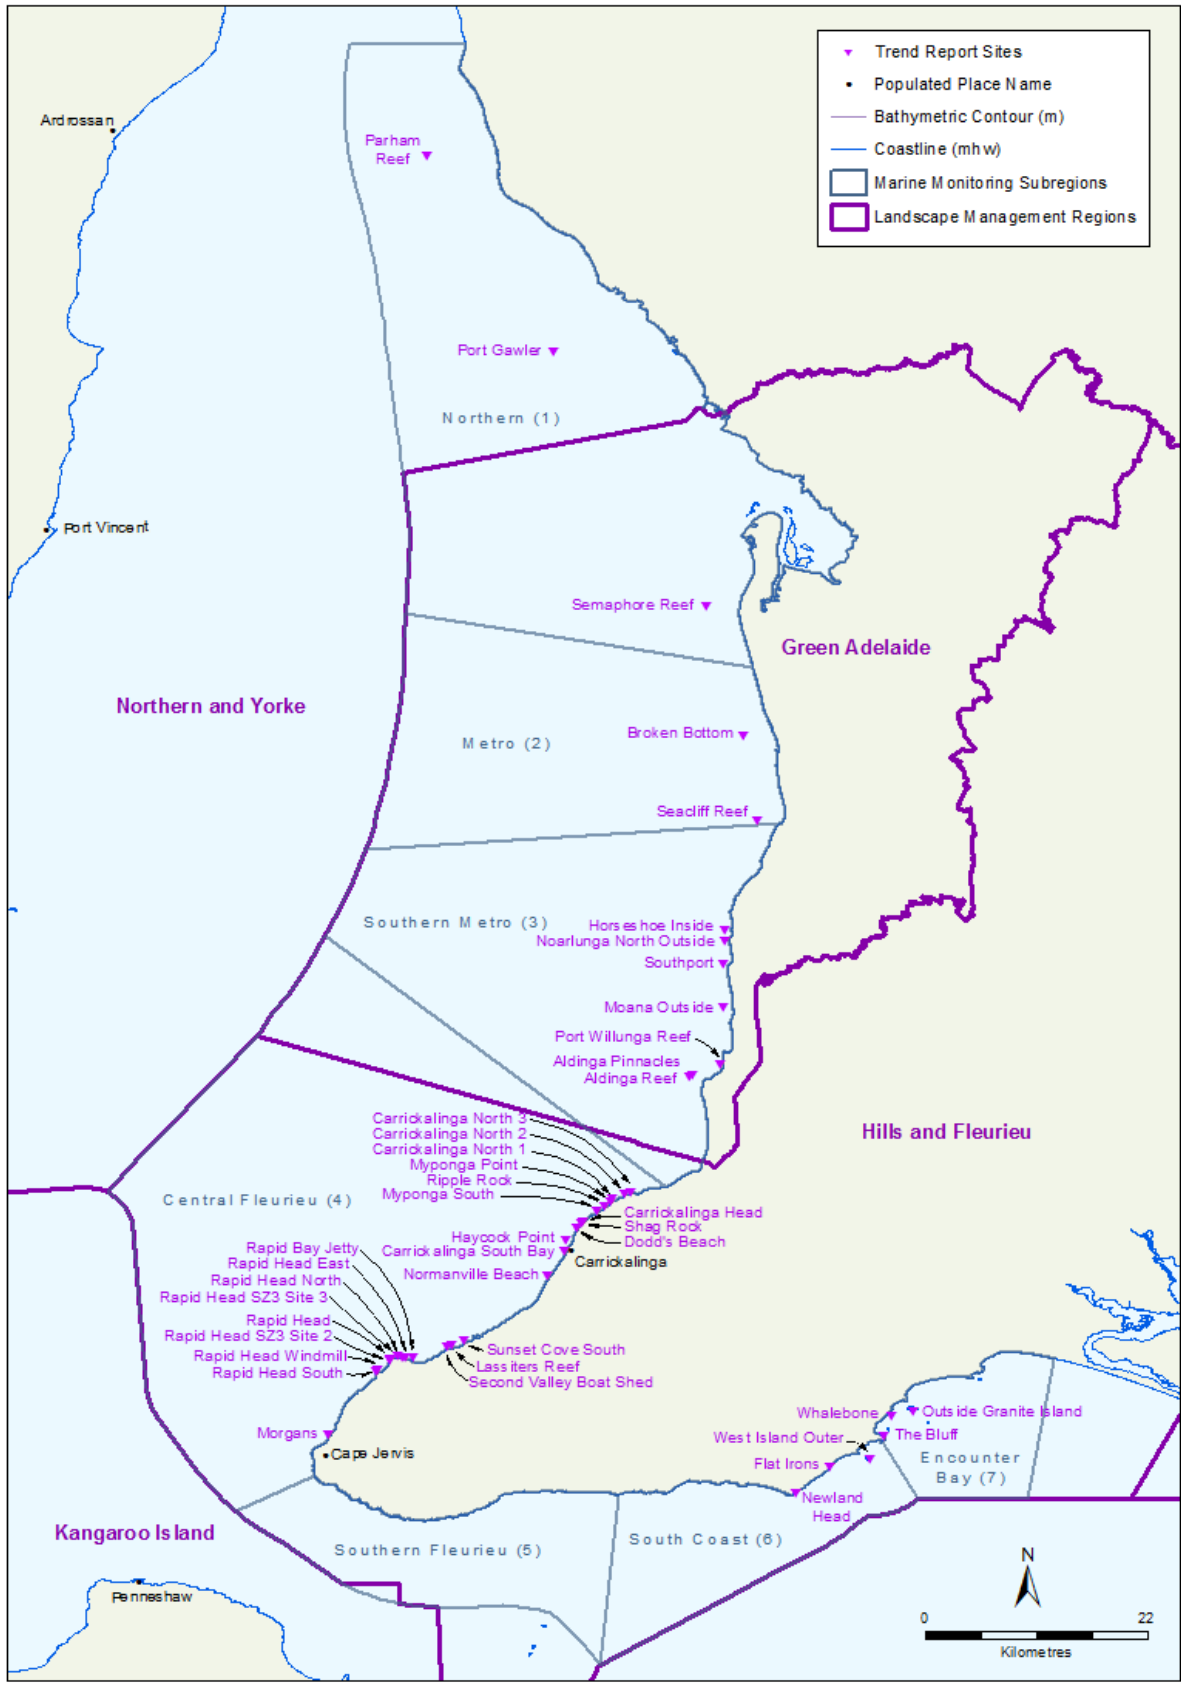 Trend Report Sites
Populated Place Name
Bathymetric Contour (m)
Coastline (mhw)
Marine Monitoring Subregions
Landscape Management Regions
Ardrossan
Parham
Reef
Port Gawler
Northern (1)
Port Vincent
Semaphore Reef
Green Adelaide
Northern and Yorke
Broken Bottom
Metro (2)
Seacliff Reef
Southern Metro (3)
Horseshoe Inside
Noarlunga North Outside
Southport
Moana Outside
Port Willunga Reef
Aldinga Pinnacles
Aldinga Reef
Carrickalinga North 3
Carrickalinga North 2
Carrickalinga North 1
Myponga Point
Ripple Rock
Myponga South
Hills and Fleurieu
Central Fleurieu (4)
Carrickalinga Head
Shag Rock
Dodd's Beach
Haycock Point
Carrickalinga South Bay
Carrickalinga
Normanville Beach
Rapid Bay Jetty
Rapid Head East
Rapid Head North
Rapid Head SZ3 Site 3
Rapid Head
Rapid Head SZ3 Site 2
Rapid Head Windmill
Rapid Head South
Sunset Cove South
Lassiters Reef
Second Valley Boat Shed
Morgans
Cape Jervis
Whalebone
Outside Granite Island
The Bluff
West Island Outer
Flat Irons
Encounter
Bay (7)
Newland
Head
Kangaroo Island
Southern Fleurieu (5)
South Coast (6)
Penneshaw
N
0 22
Kilometres